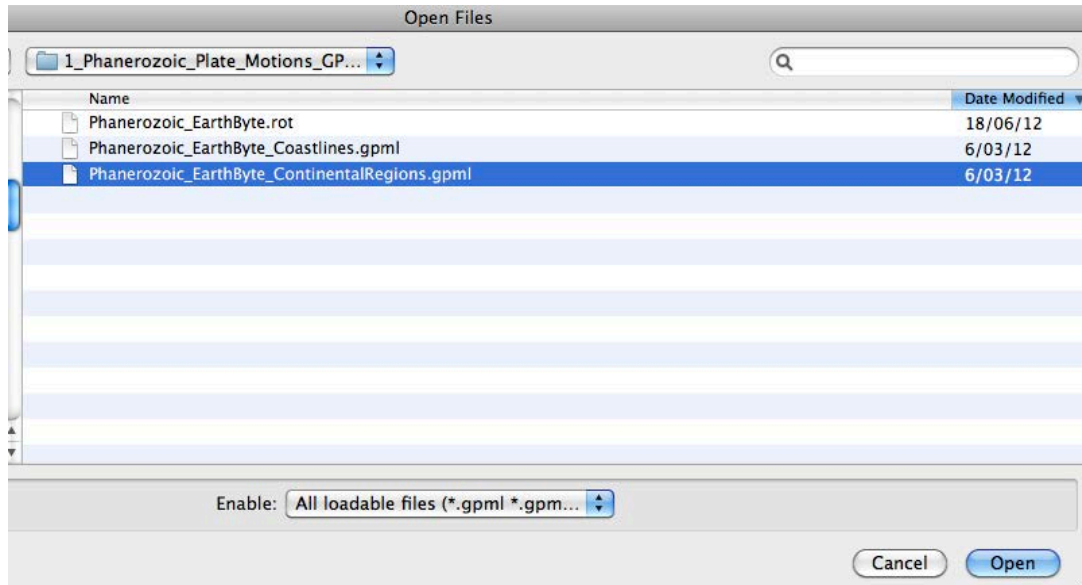 Open Files
1_Phanerozoic_Plate_Motions_GP...
Name Date Modified
Phanerozoic_EarthByte.rot 18/06/12
Phanerozoic_EarthByte_Coastlines.gpml 6/03/12
Phanerozoic_EarthByte_ContinentalRegions.gpml 6/03/12
Enable: All loadable files (*.gpml *.gpm...
Cancel Open